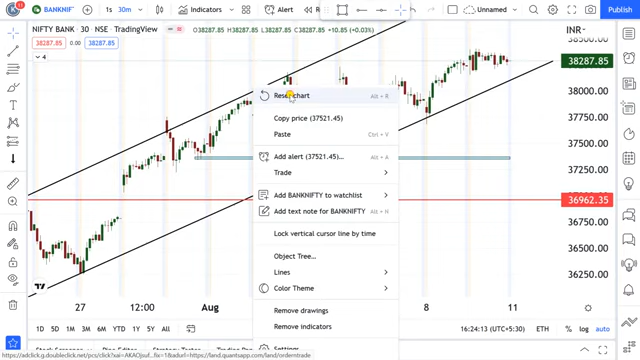 BANKNIF
1s 30m
Indicators
Alert
Publish
NIFTY BANK · 30 · NSE · TradingView
O38287.85 H38287.85 L38287.85 C38287.85 +10.85 (+0.03%)
INR
38287.85 0.00 38287.85
4
38500.00
38287.85
38000.00
37750.00
37500.00
37250.00
36962.35
36750.00
36500.00
36250.00
Reset chart Alt + R
Copy price (37521.45)
Paste Ctrl + V
Add alert (37521.45)... Alt + A
Trade
Add BANKNIFTY to watchlist
Add text note for BANKNIFTY Alt + H
Lock vertical cursor line by time
Object Tree...
Lines
Color Theme
Remove drawings
Remove indicators
Settings
27 12:00 Aug 8 11
1D 5D 1M 3M 6M YTD 1Y 5Y All
16:24:13 (UTC+5:30) ETH % log auto